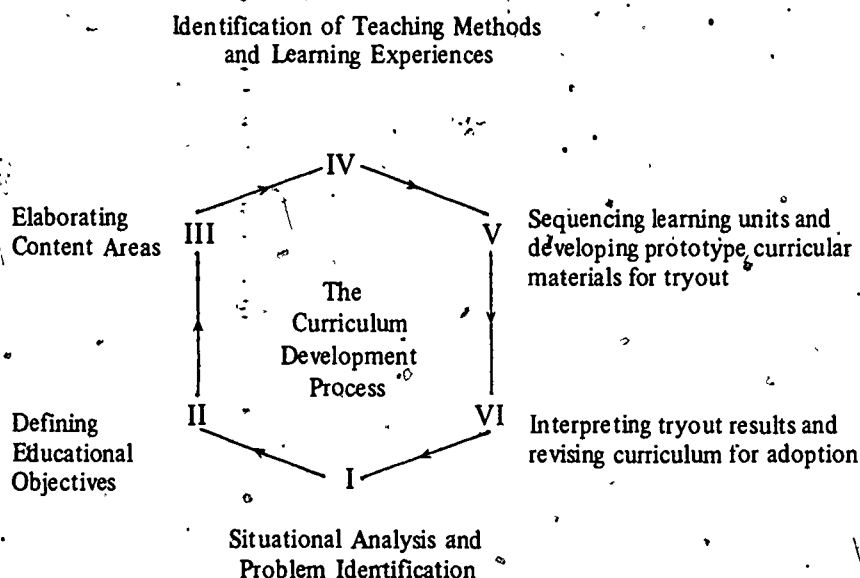 Identification of Teaching Methods
and Learning Experiences
IV
Elaborating
Content Areas
III
V
Sequencing learning units and
developing prototype curricular
materials for tryout
The
Curriculum
Development
Process
Defining
Educational
Objectives
II
VI
Interpreting tryout results and
revising curriculum for adoption
I
Situational Analysis and
Problem Identification